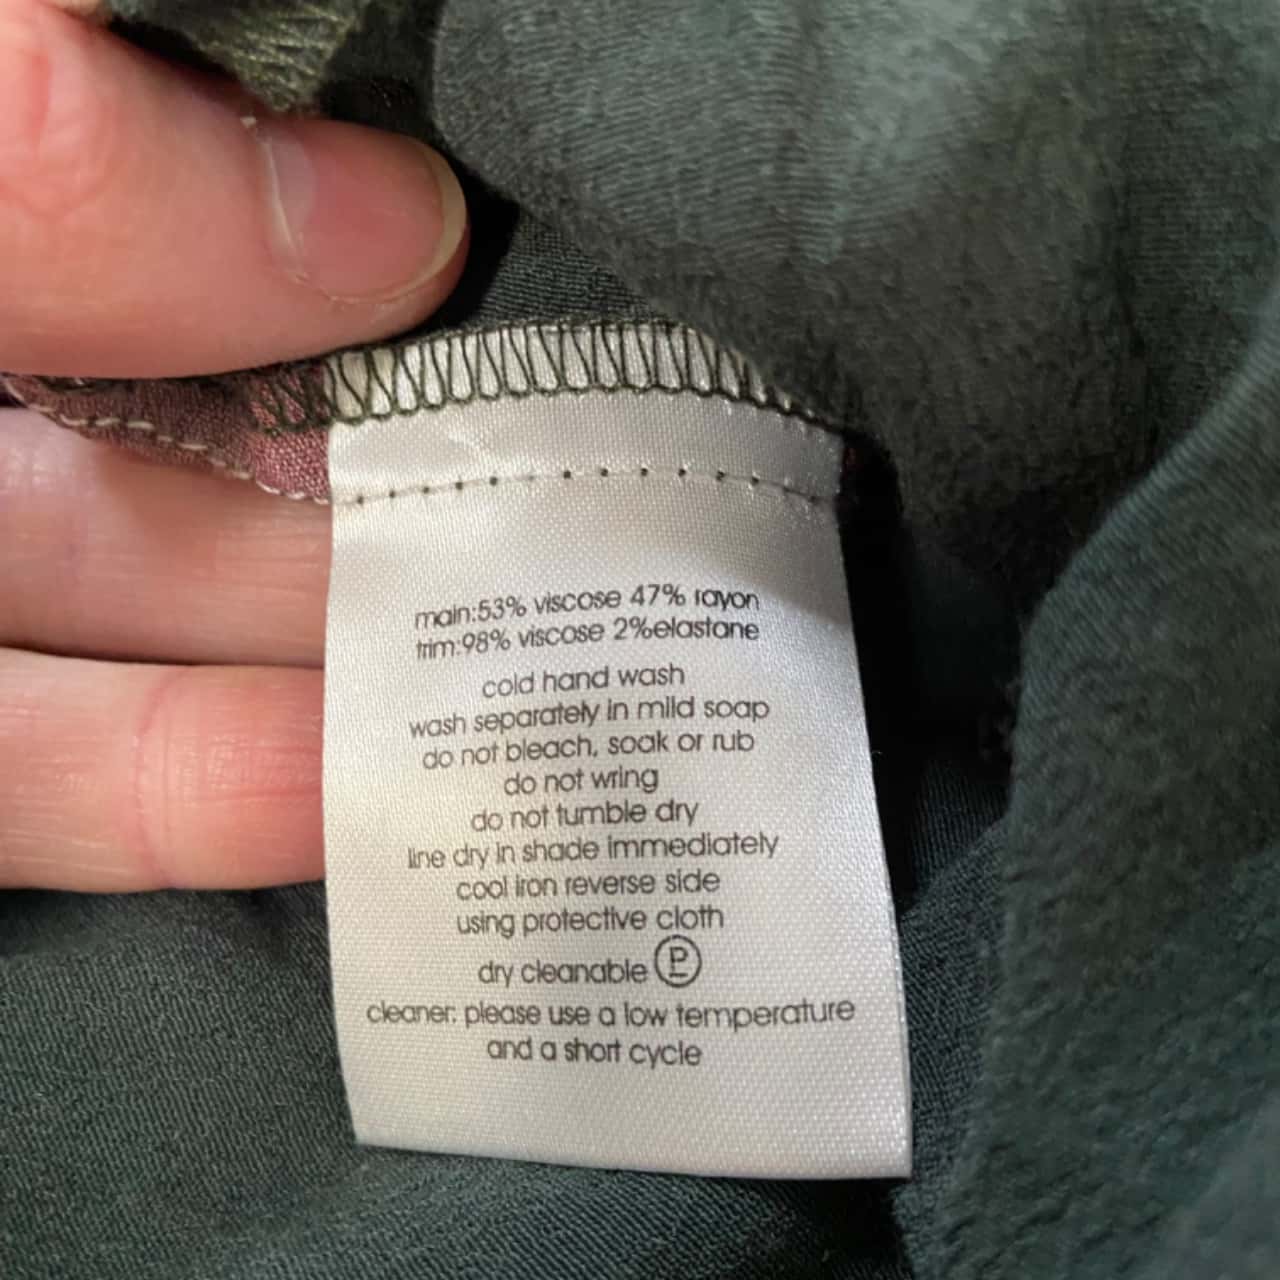 main:53% viscose 47% rayon
trim:98% viscose 2%elastane
cold hand wash
wash separately in mild soap
do not bleach, soak or rub
do not wring
do not tumble dry
line dry in shade immediately
cool iron reverse side
using protective cloth
dry cleanable P
cleaner: please use a low temperature
and a short cycle